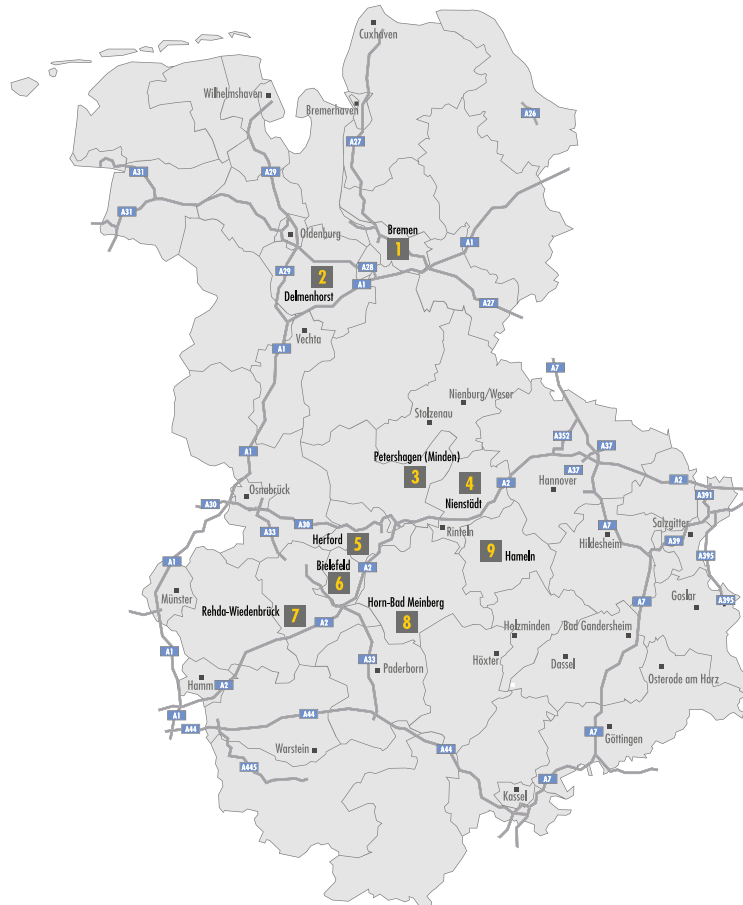 Cuxhaven
Wilhelmshaven
Bremerhaven
A26
A27
A31
A29
A31
Oldenburg
Bremen
1
A1
A29
2
A28
A1
Delmenhorst
A27
Vechta
A1
A7
Nienburg/Weser
Stolzenau
A352
A37
A1
Petershagen (Minden)
3
4
A37
A2
A2
Hannover
Osnabrück
Nienstädt
A391
A30
A30
A33
Rinteln
A7
Salzgitter
Herford
5
9
Hameln
Hildesheim
A39
A395
A1
Bielefeld
6
A2
Münster
A7
Goslar
A395
Rehda-Wiedenbrück
7
A2
Horn-Bad Meinberg
8
Holzminden
Bad Gandersheim
A1
A33
Paderborn
Höxter
Dassel
Osterode am Harz
Hamm
A2
A1
A44
A44
A7
Göttingen
Warstein
A44
A445
A7
Kassel